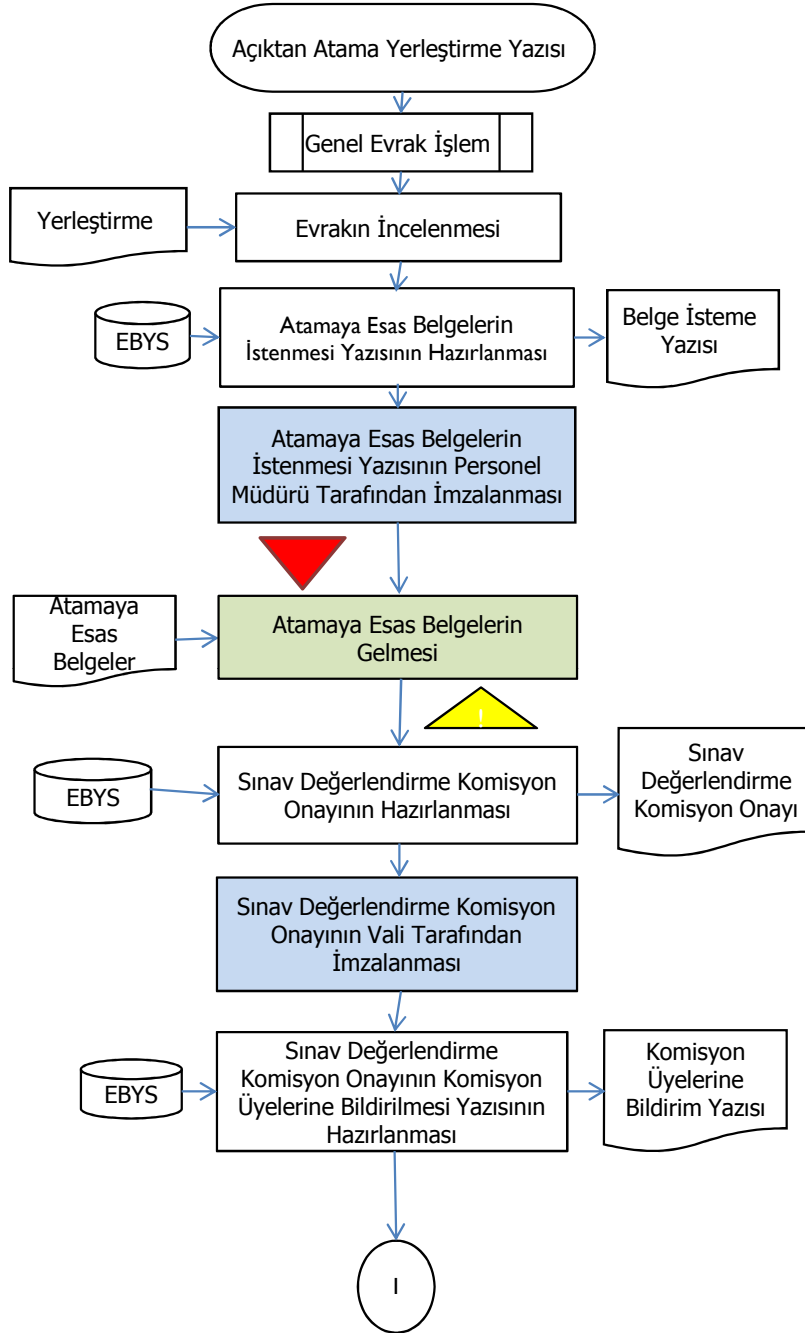 Açıktan Atama Yerleştirme Yazısı
Genel Evrak İşlem
Yerleştirme
Evrakın İncelenmesi
EBYS
Atamaya Esas Belgelerin
İstenmesi Yazısının Hazırlanması
Belge İsteme
Yazısı
Atamaya Esas Belgelerin
İstenmesi Yazısının Personel
Müdürü Tarafından İmzalanması
Atamaya
Esas
Belgeler
Atamaya Esas Belgelerin
Gelmesi
!
EBYS
Sınav Değerlendirme Komisyon
Onayının Hazırlanması
Sınav
Değerlendirme
Komisyon Onayı
Sınav Değerlendirme Komisyon
Onayının Vali Tarafından
İmzalanması
EBYS
Sınav Değerlendirme
Komisyon Onayının Komisyon
Üyelerine Bildirilmesi Yazısının
Hazırlanması
Komisyon
Üyelerine
Bildirim Yazısı
I